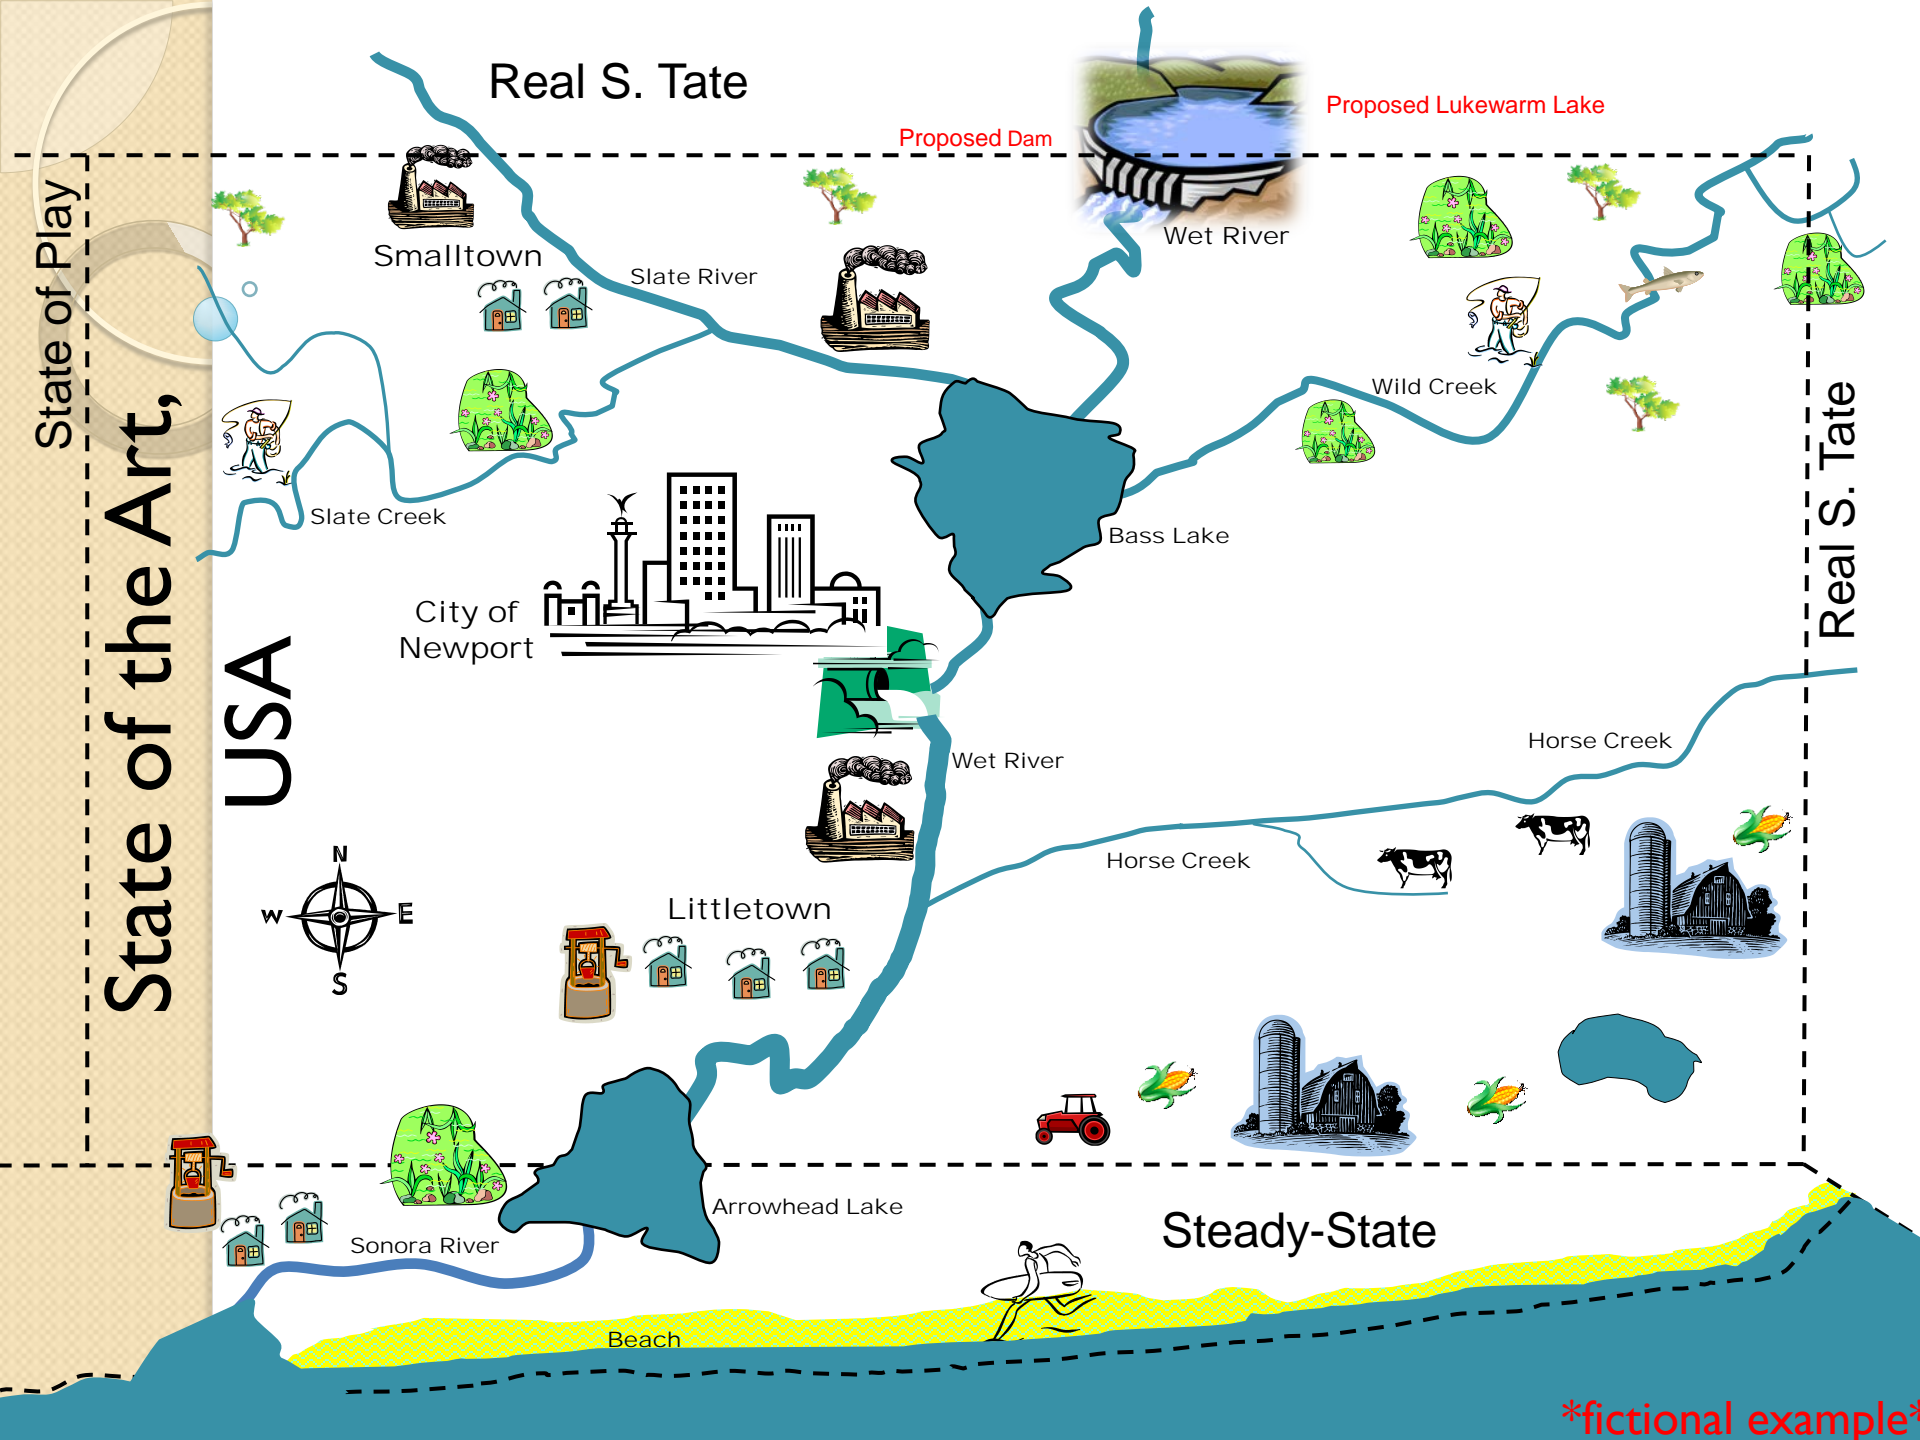 Real S. Tate
Proposed Lukewarm Lake
Proposed Dam
State of Play
State of the Art,
USA
Smalltown
Slate River
Wet River
Wild Creek
Real S. Tate
Slate Creek
Bass Lake
City of
Newport
Wet River
Horse Creek
Horse Creek
N
W
E
S
Littletown
Arrowhead Lake
Sonora River
Steady-State
Beach
*fictional example*